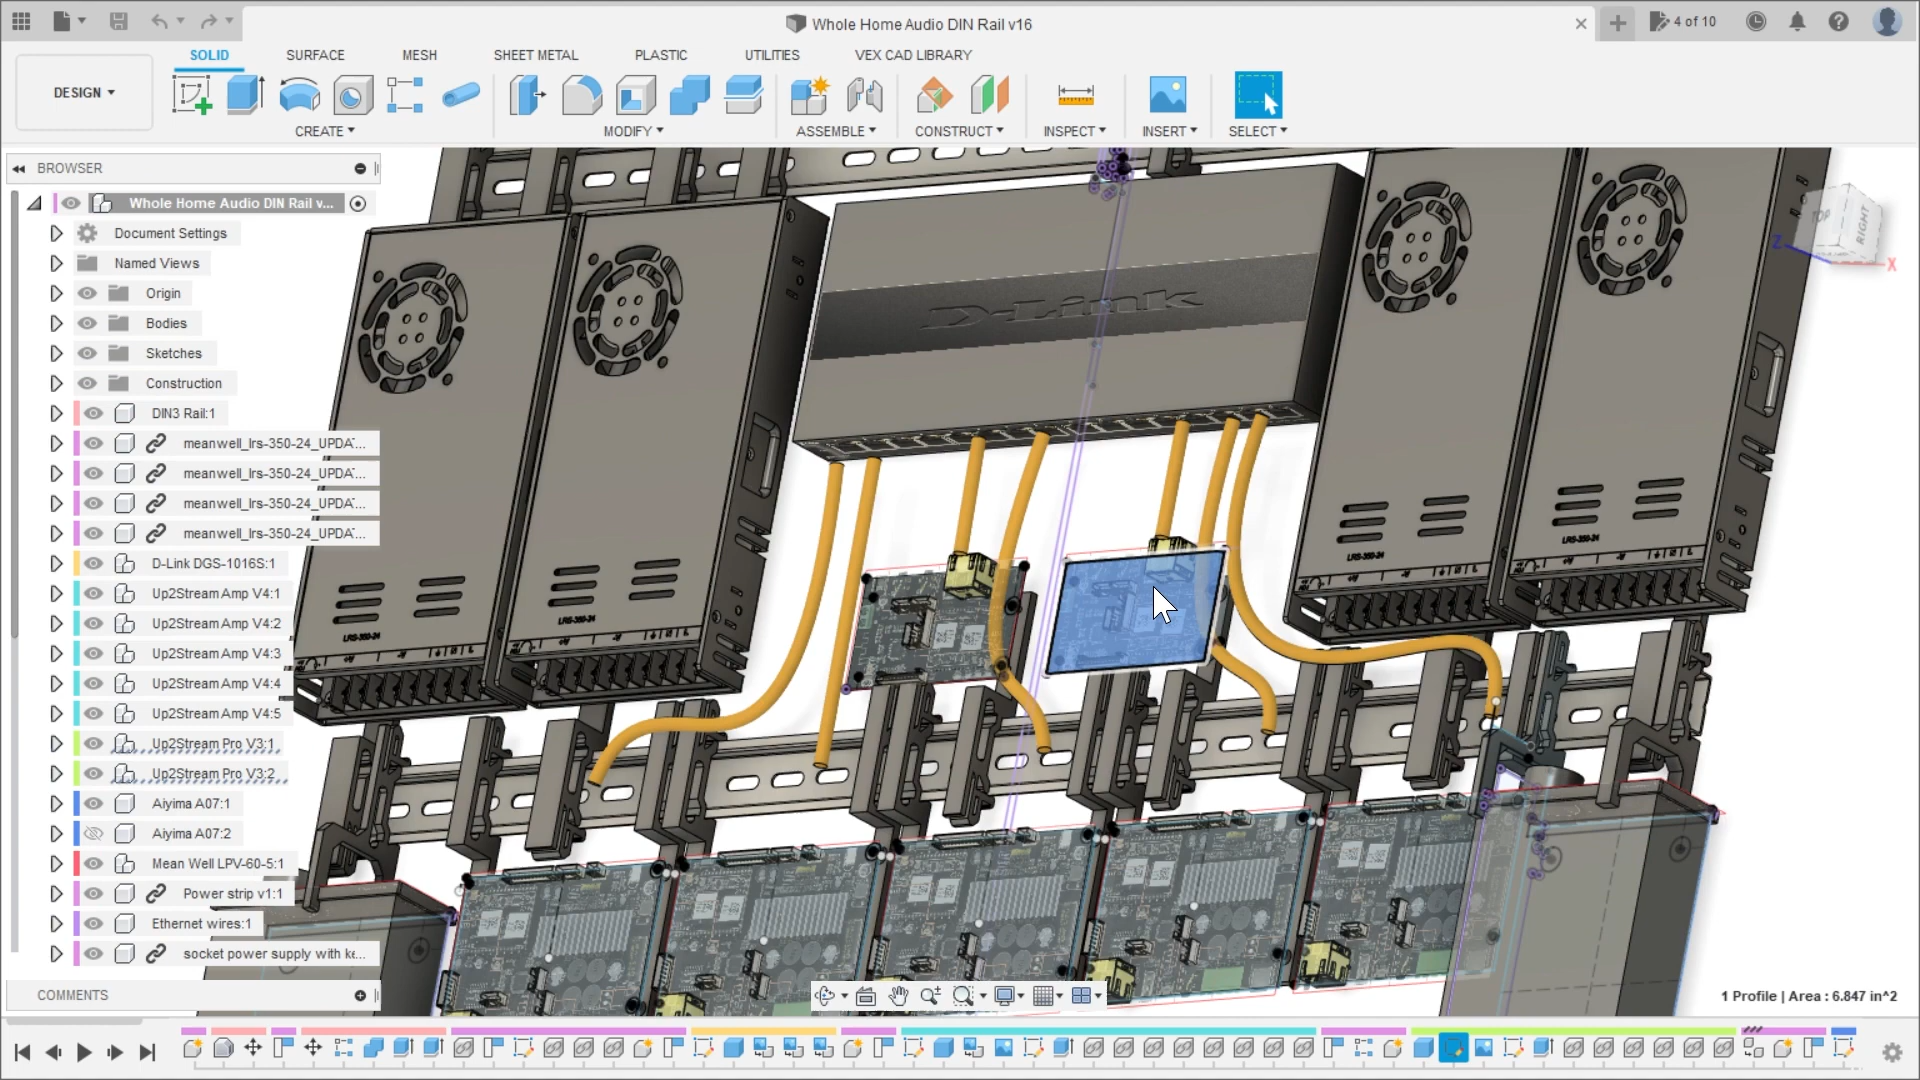 Whole Home Audio DIN Rail v16
4 of 10
DESIGN
SOLID
SURFACE
MESH
SHEET METAL
PLASTIC
UTILITIES
VEX CAD LIBRARY
CREATE
MODIFY
ASSEMBLE
CONSTRUCT
INSPECT
INSERT
SELECT
BROWSER
Whole Home Audio DIN Rail v...
Document Settings
Named Views
Origin
Bodies
Sketches
Construction
DIN3 Rail:1
meanwell_lrs-350-24_UPDA...
meanwell_lrs-350-24_UPDA...
meanwell_lrs-350-24_UPDA...
meanwell_lrs-350-24_UPDA...
D-Link DGS-1016S:1
Up2Stream Amp V4:1
Up2Stream Amp V4:2
Up2Stream Amp V4:3
Up2Stream Amp V4:4
Up2Stream Amp V4:5
Up2Stream Pro V3:1
Up2Stream Pro V3:2
Aiyima A07:1
Aiyima A07:2
Mean Well LPV-60-5:1
Power strip v1:1
Ethernet wires:1
socket power supply with ke...
COMMENTS
D-Link
LRS-350-24
LRS-350-24
LRS-350-24
LRS-350-24
TOP
RIGHT
Z
X
1 Profile | Area : 6.847 in^2